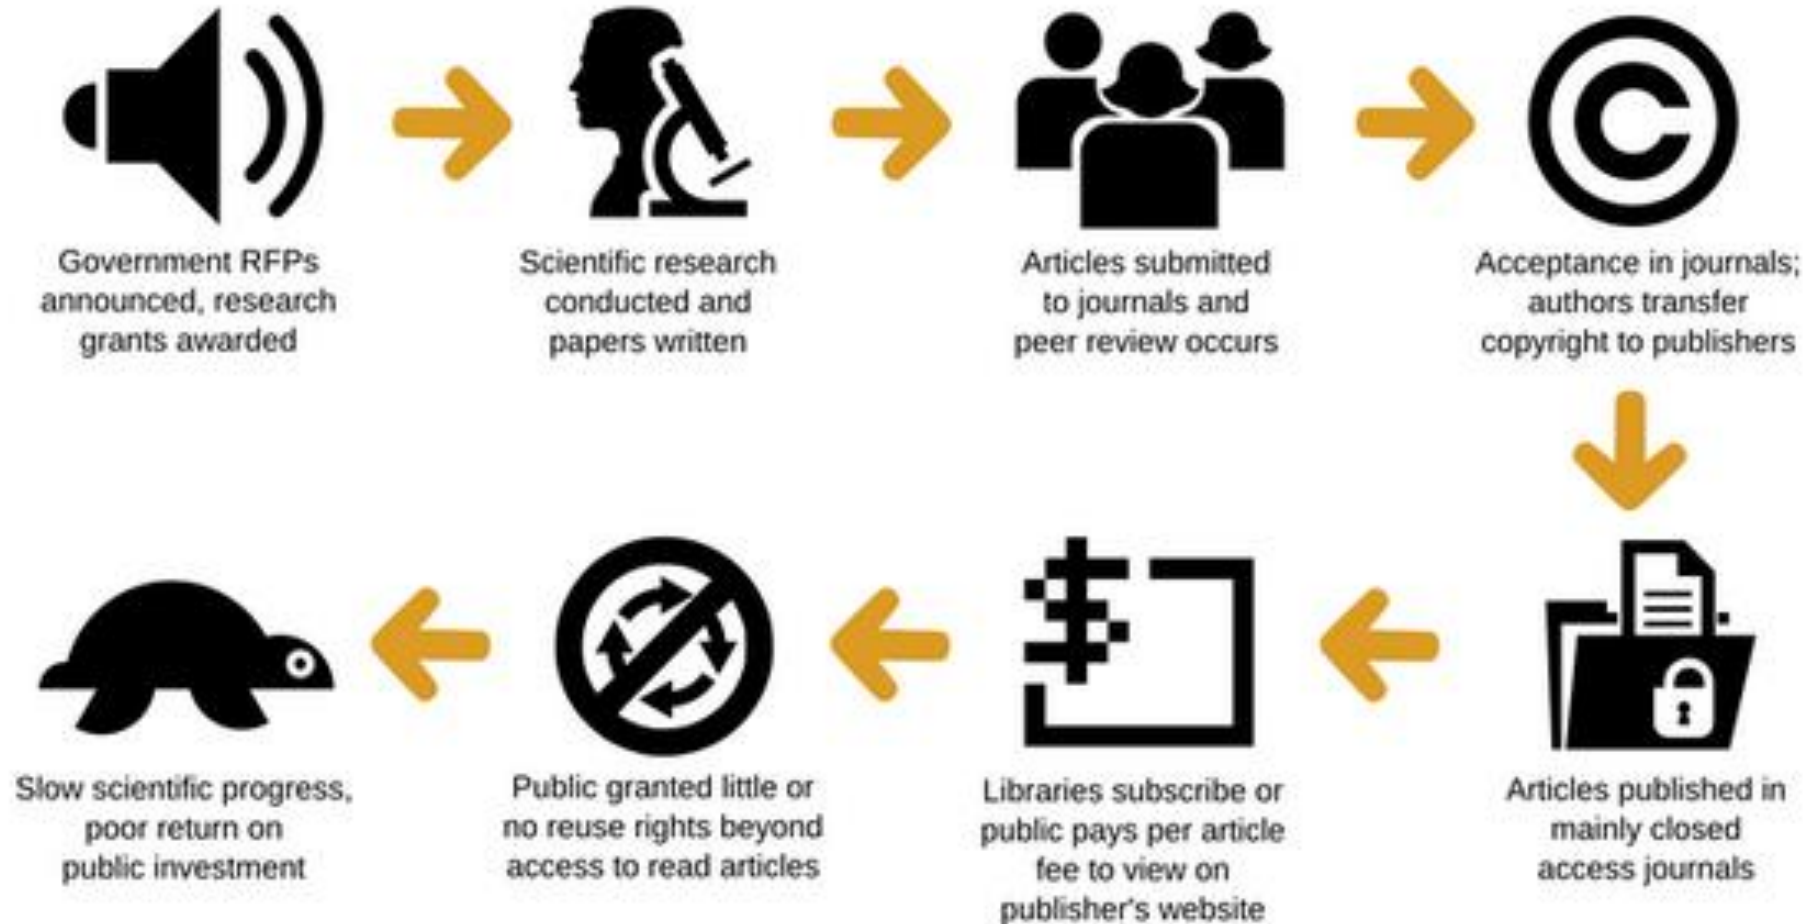 Government RFPs
announced, research
grants awarded
Scientific research
conducted and
papers written
Articles submitted
to journals and
peer review occurs
Acceptance in journals;
authors transfer
copyright to publishers
Articles published in
mainly closed
access journals
Libraries subscribe or
public pays per article
fee to view on
publisher's website
Public granted little or
no reuse rights beyond
access to read articles
Slow scientific progress,
poor return on
public investment